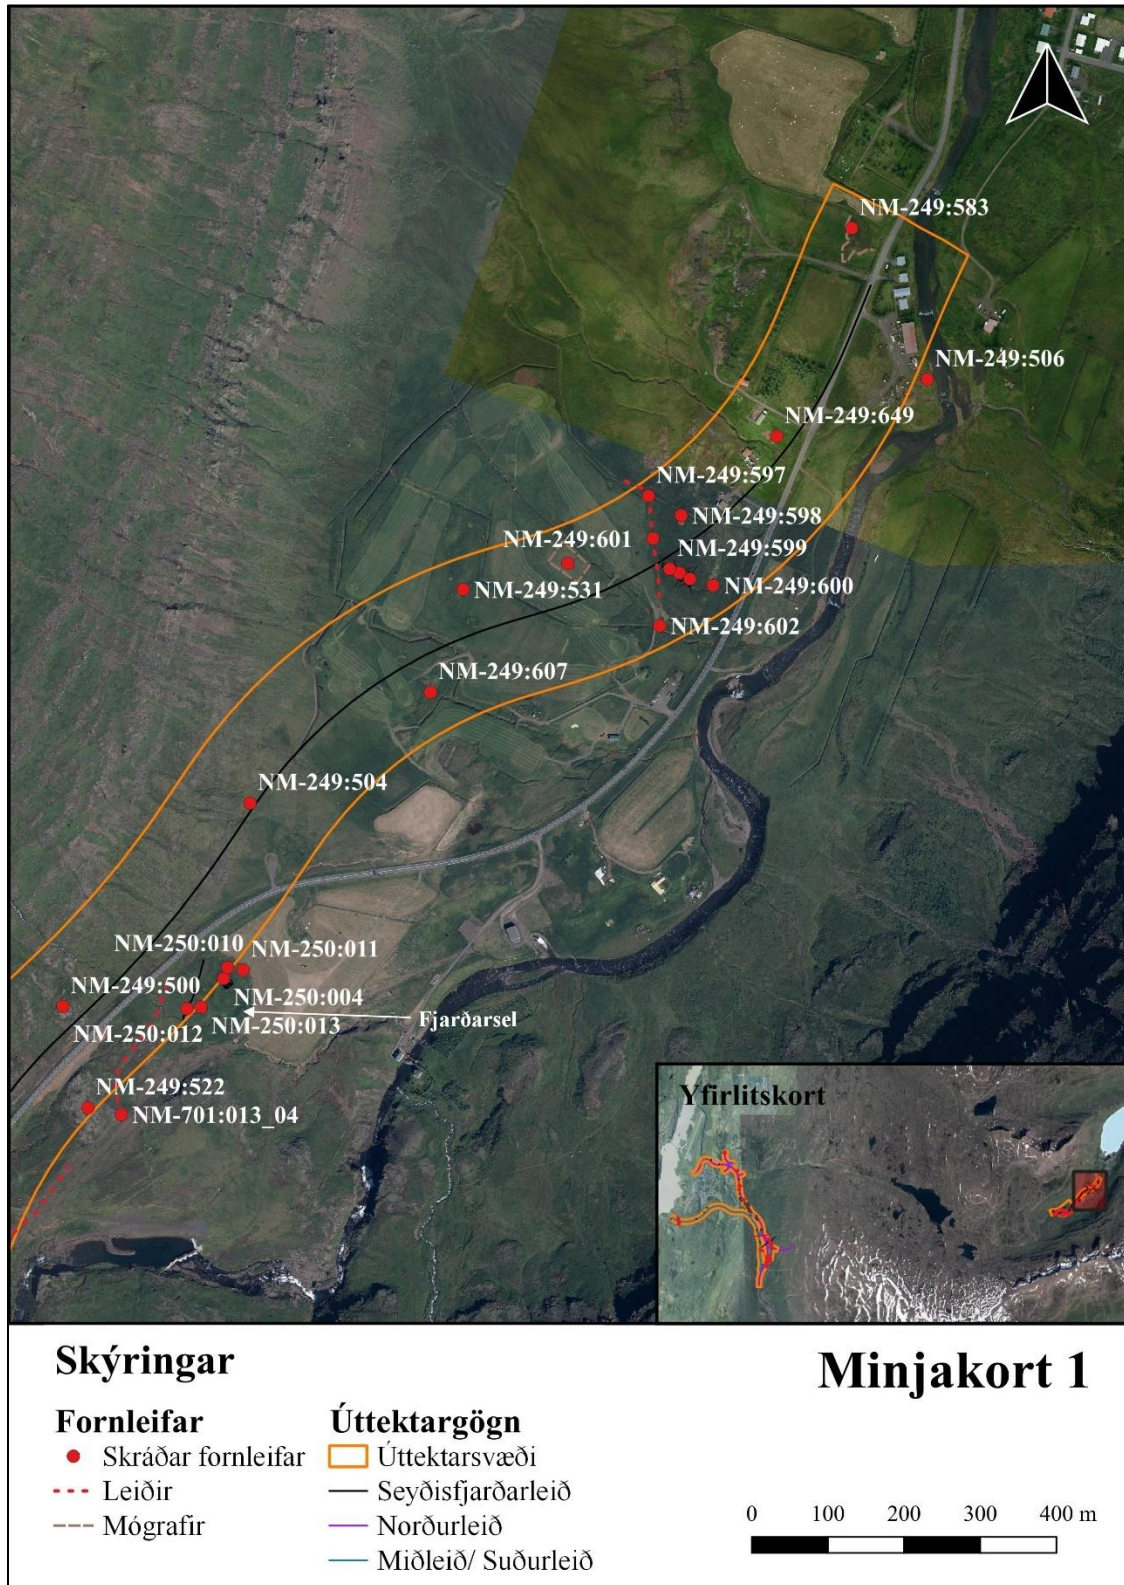 NM-249:583
NM-249:506
NM-249:649
NM-249:597
NM-249:598
NM-249:601
NM-249:599
NM-249:531
NM-249:600
NM-249:602
NM-249:607
NM-249:504
NM-250:010
NM-250:011
NM-249:500
NM-250:004
NM-250:012
NM-250:013
Fjarðarsel
NM-249:522
NM-701:013_04
Yfirlitskort
Skýringar
Minjakort 1
Fornleifar
Skráðar fornleifar
Leiðir
Mógrafir
Úttektargögn
Úttektarsvæði
Seyðisfjarðarleið
Norðurleið
Miðleið/ Suðurleið
0 100 200 300 400 m